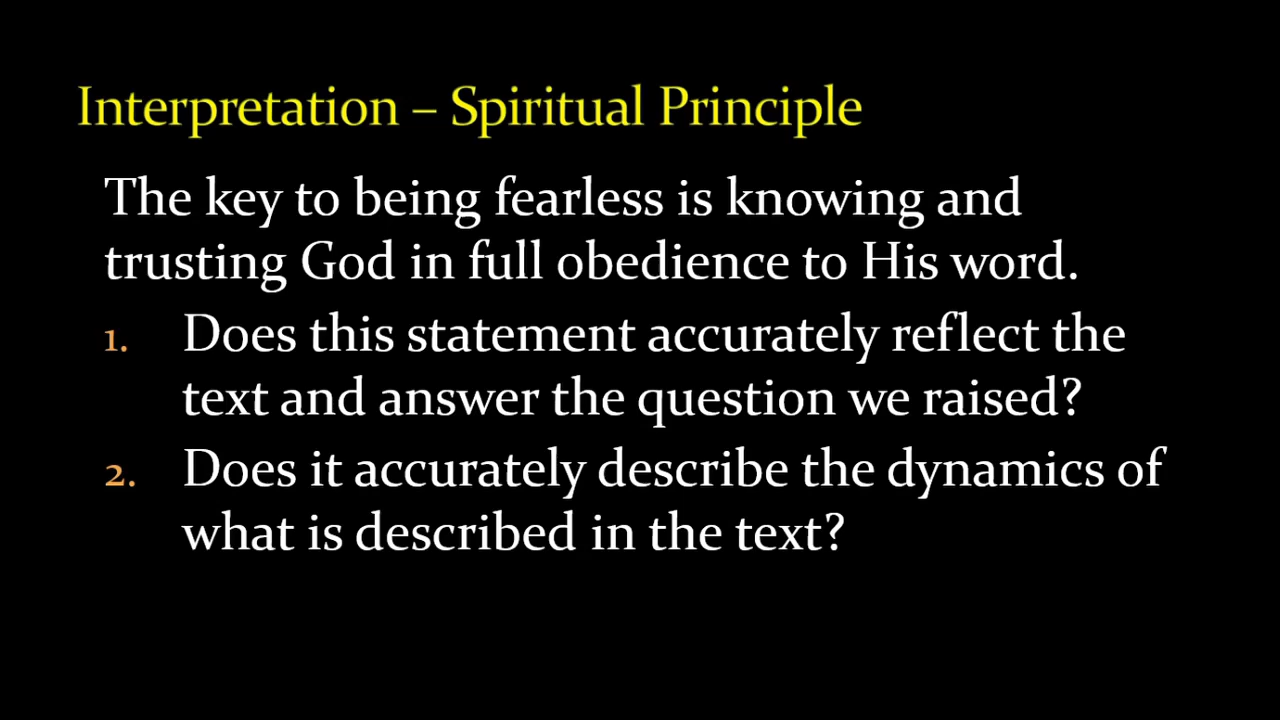 Interpretation – Spiritual Principle
The key to being fearless is knowing and
trusting God in full obedience to His word.
1. Does this statement accurately reflect the
text and answer the question we raised?
2. Does it accurately describe the dynamics of
what is described in the text?